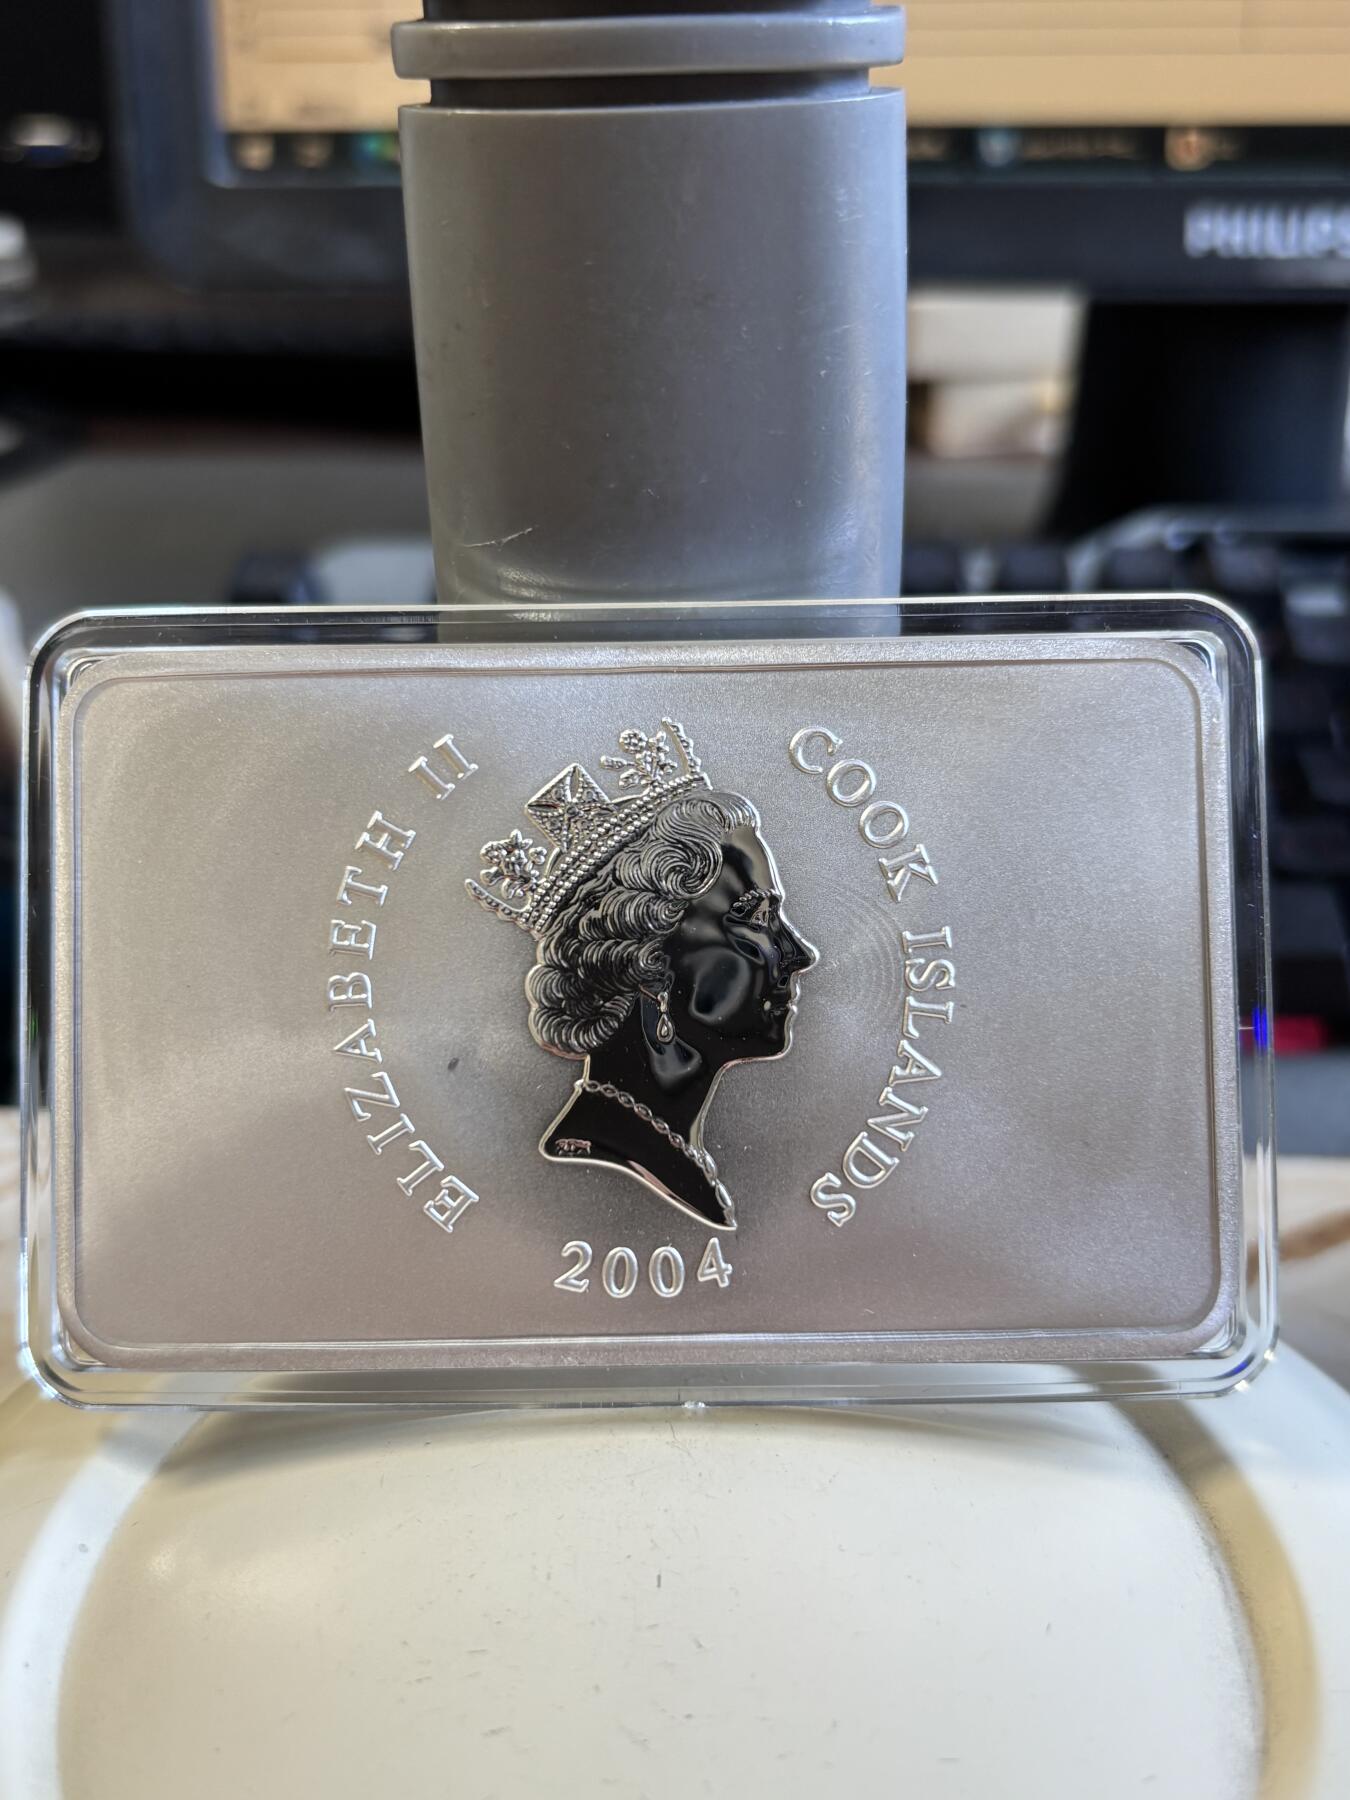 PHILIPS
ELIZABETH II
COOK ISLANDS
2004